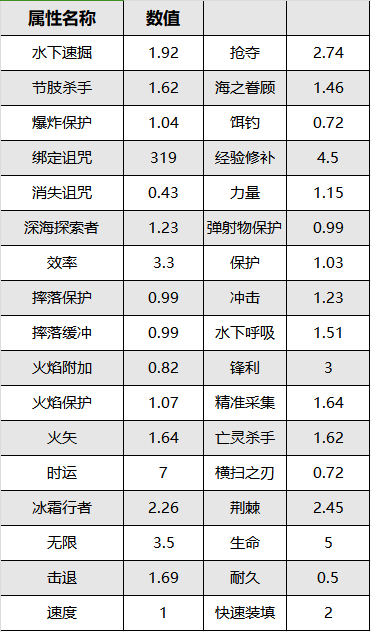 属性名称 数值
水下速掘 1.92 抢夺 2.74
节肢杀手 1.62 海之眷顾 1.46
爆炸保护 1.04 饵钓 0.72
绑定诅咒 319 经验修补 4.5
消失诅咒 0.43 力量 1.15
深海探索者 1.23 弹射物保护 0.99
效率 3.3 保护 1.03
摔落保护 0.99 冲击 1.23
摔落缓冲 0.99 水下呼吸 1.51
火焰附加 0.82 锋利 3
火焰保护 1.07 精准采集 1.64
火矢 1.64 亡灵杀手 1.62
时运 7 横扫之刃 0.72
冰霜行者 2.26 荆棘 2.45
无限 3.5 生命 5
击退 1.69 耐久 0.5
速度 1 快速装填 2